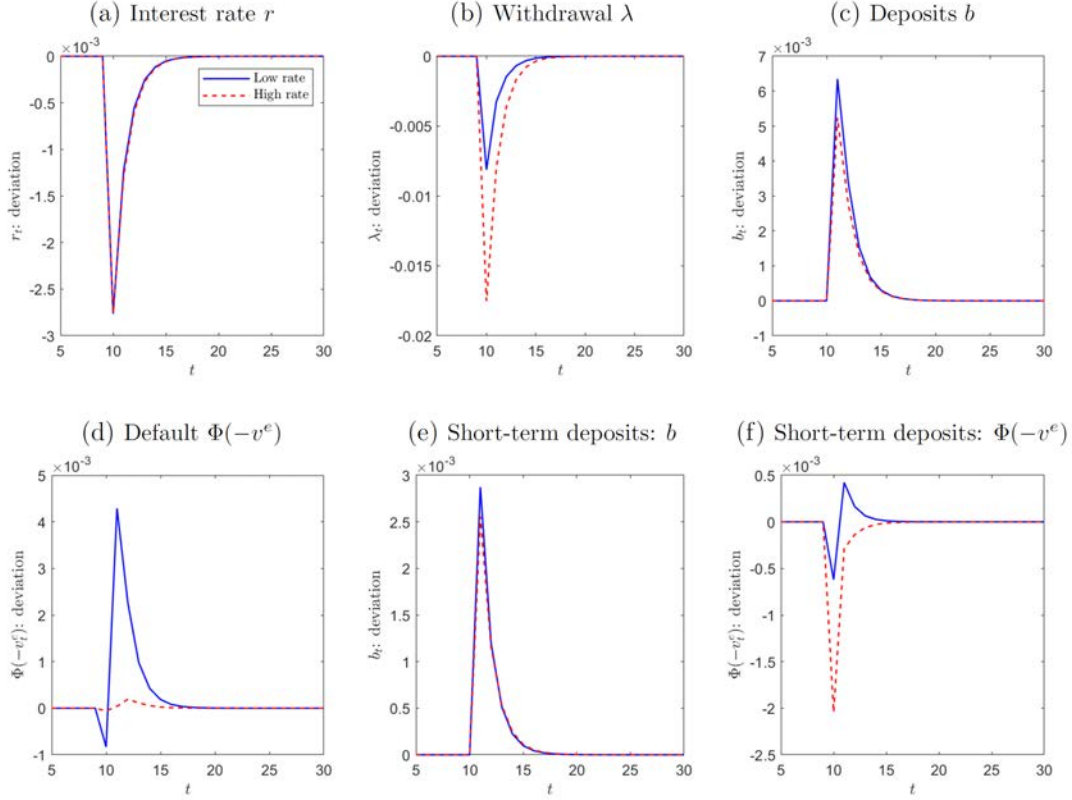 (a) Interest rate r
×10⁻³
0
-0.5
-1
-1.5
-2
-2.5
-3
5 10 15 20 25 30
r_t: deviation
t
Low rate
High rate
(b) Withdrawal λ
0
-0.005
-0.01
-0.015
-0.02
5 10 15 20 25 30
λ_t: deviation
t
(c) Deposits b
×10⁻³
7
6
5
4
3
2
1
0
-1
5 10 15 20 25 30
b_t: deviation
t
(d) Default Φ(−vᵉ)
×10⁻³
5
4
3
2
1
0
-1
5 10 15 20 25 30
Φ(−v_tᵉ): deviation
t
(e) Short-term deposits: b
×10⁻³
3
2.5
2
1.5
1
0.5
0
5 10 15 20 25 30
b_t: deviation
t
(f) Short-term deposits: Φ(−vᵉ)
×10⁻³
0.5
0
-0.5
-1
-1.5
-2
-2.5
5 10 15 20 25 30
Φ(−v_tᵉ): deviation
t